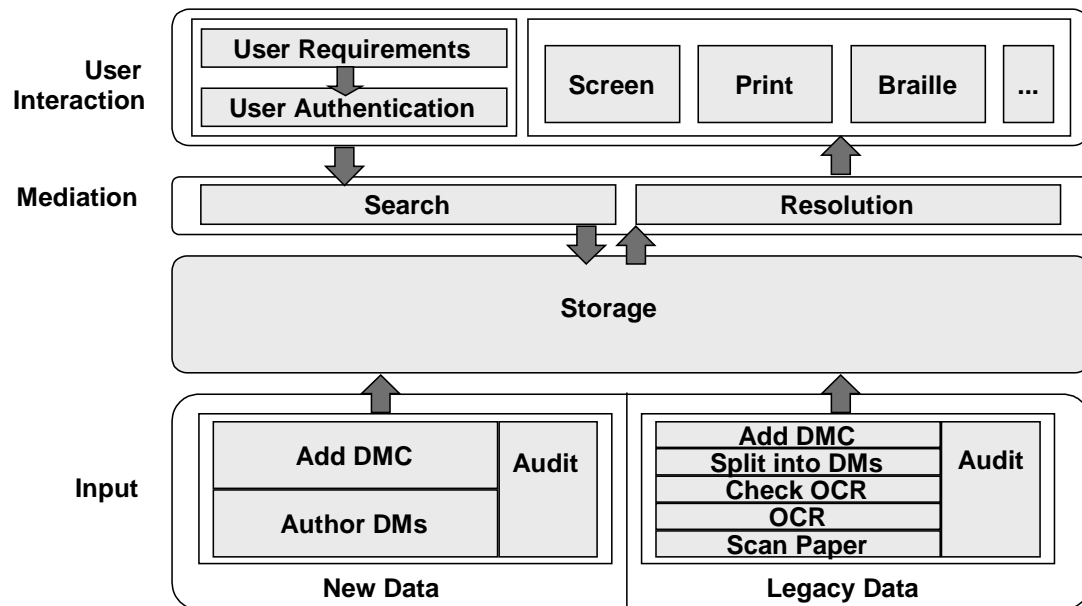 User
Interaction
User Requirements
User Authentication
Screen
Print
Braille
...
Mediation
Search
Resolution
Storage
Input
Add DMC
Author DMs
Audit
New Data
Add DMC
Split into DMs
Check OCR
OCR
Scan Paper
Audit
Legacy Data